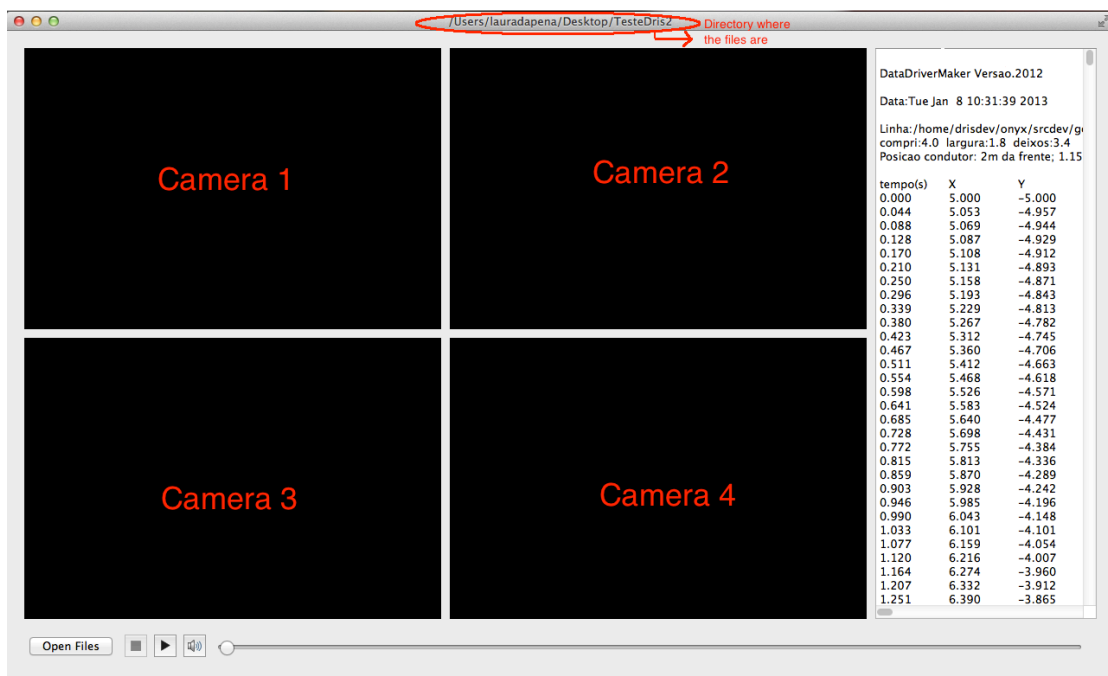 /Users/lauradapena/Desktop/TesteDris2
Directory where
the files are
Camera 1
Camera 2
Camera 3
Camera 4
DataDriverMaker Versao.2012
Data:Tue Jan  8 10:31:39 2013
Linha:/home/drisdev/onyx/srcdev/g
compri:4.0  largura:1.8  deixos:3.4
Posicao condutor: 2m da frente; 1.15
tempo(s) X Y
0.000 5.000 -5.000
0.044 5.053 -4.957
0.088 5.069 -4.944
0.128 5.087 -4.929
0.170 5.108 -4.912
0.210 5.131 -4.893
0.250 5.158 -4.871
0.296 5.193 -4.843
0.339 5.229 -4.813
0.380 5.267 -4.782
0.423 5.312 -4.745
0.467 5.360 -4.706
0.511 5.412 -4.663
0.554 5.468 -4.618
0.598 5.526 -4.571
0.641 5.583 -4.524
0.685 5.640 -4.477
0.728 5.698 -4.431
0.772 5.755 -4.384
0.815 5.813 -4.336
0.859 5.870 -4.289
0.903 5.928 -4.242
0.946 5.985 -4.196
0.990 6.043 -4.148
1.033 6.101 -4.101
1.077 6.159 -4.054
1.120 6.216 -4.007
1.164 6.274 -3.960
1.207 6.332 -3.912
1.251 6.390 -3.865
Open Files